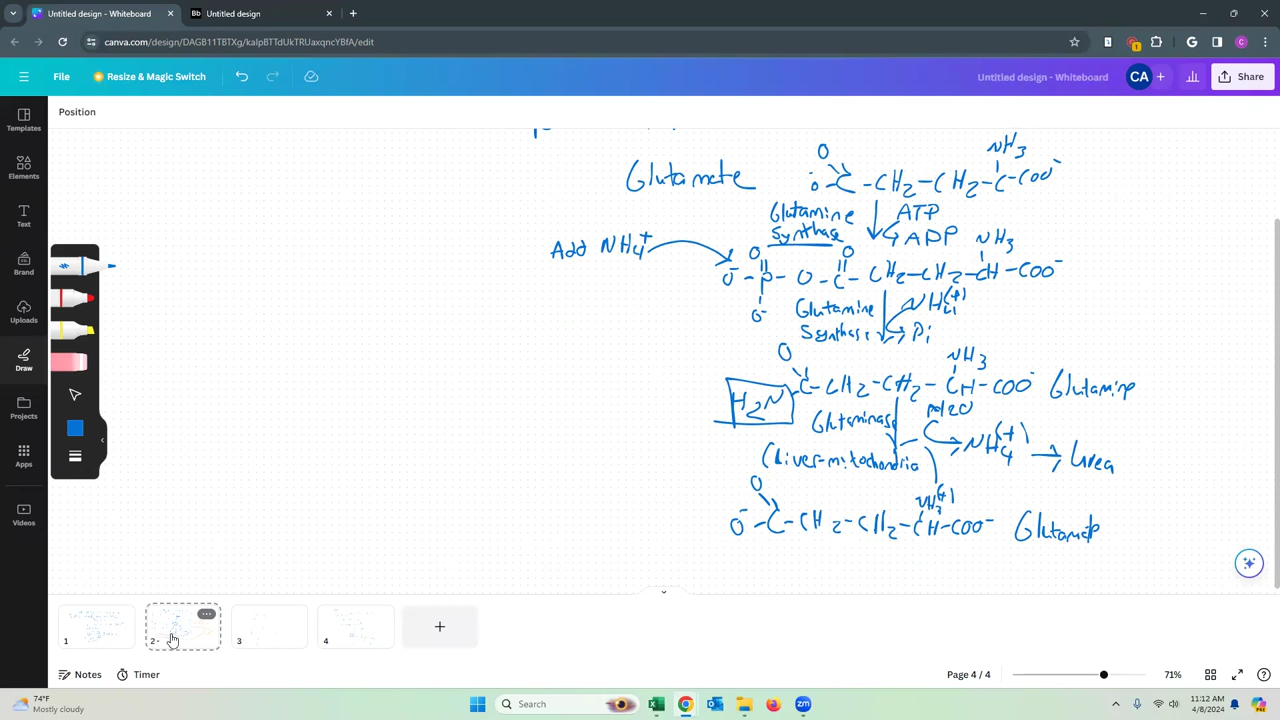 Untitled design - Whiteboard
Untitled design
canva.com/design/DAGB11TBTXg/kaIpBTTdUkTRUaxqncYBfA/edit
File
Resize & Magic Switch
Untitled design - Whiteboard
CA
Share
Position
Templates
Elements
Text
Brand
Uploads
Draw
Projects
Apps
Videos
Glutamate
O
C - CH2 - CH2 - C - COO-
NH3
Glutamine
Synthase
ATP
ADP
Add NH4+
O
O
NH3
O- - P - O - C - CH2 - CH2 - CH - COO-
O-
Glutamine
Synthase
NH4(+)
Pi
O
NH3
H2N
C - CH2 - CH2 - CH - COO-
Glutamine
Glutaminase
(Liver-mitochondria
NH4(+)
Urea
O
NH3(+)
O- - C - CH2 - CH2 - CH - COO-
Glutamate
1
2
3
4
Notes
Timer
Page 4 / 4
71%
74°F
Mostly cloudy
Search
11:12 AM
4/8/2024